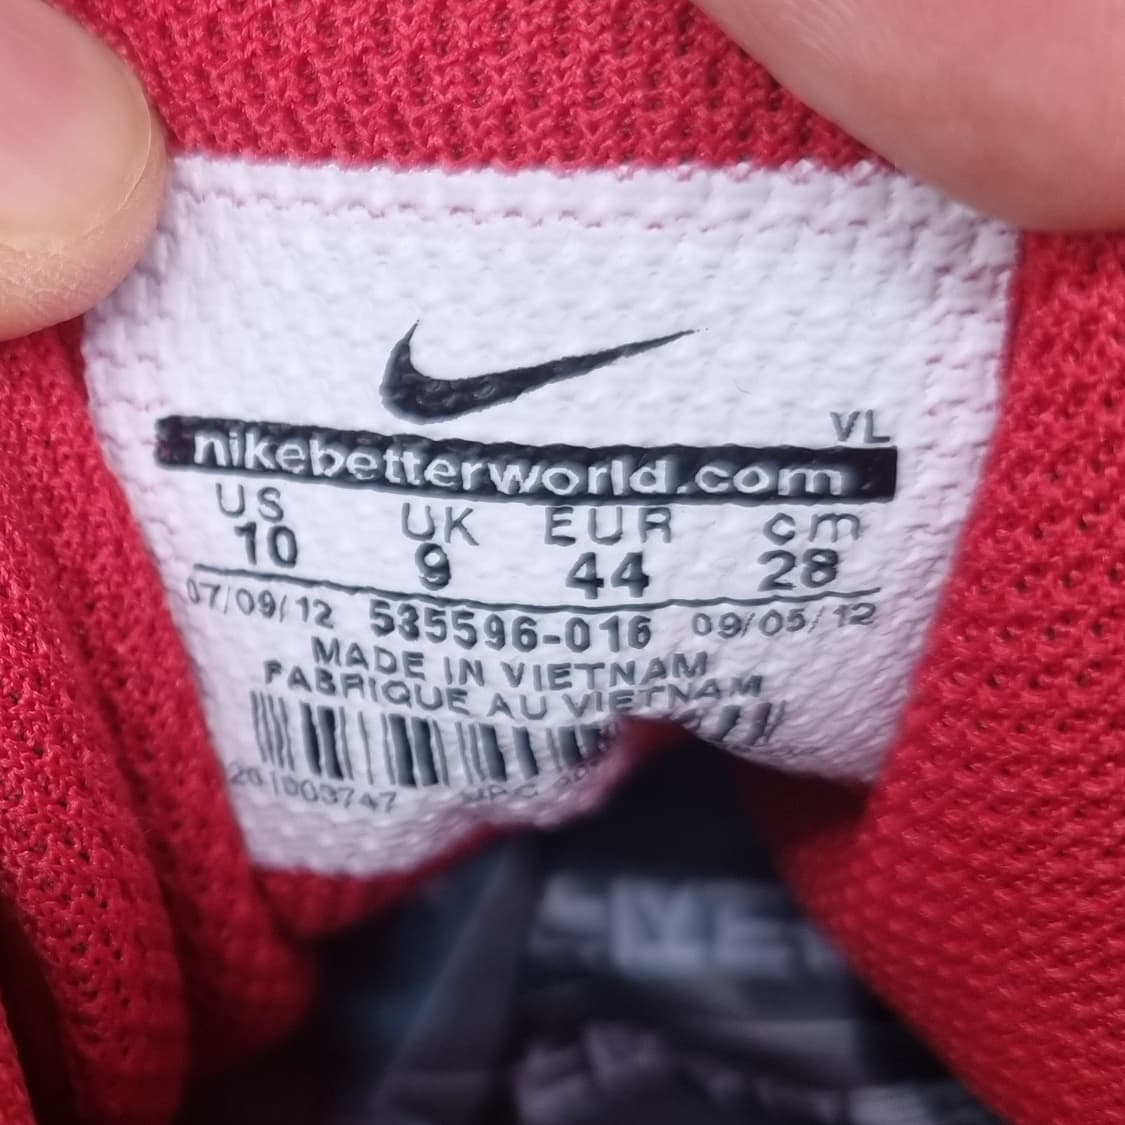 VL
nikebetterworld.com
US UK EUR cm
10 9 44 28
07/09/12 535596-016 09/05/12
MADE IN VIETNAM
FABRIQUE AU VIETNAM